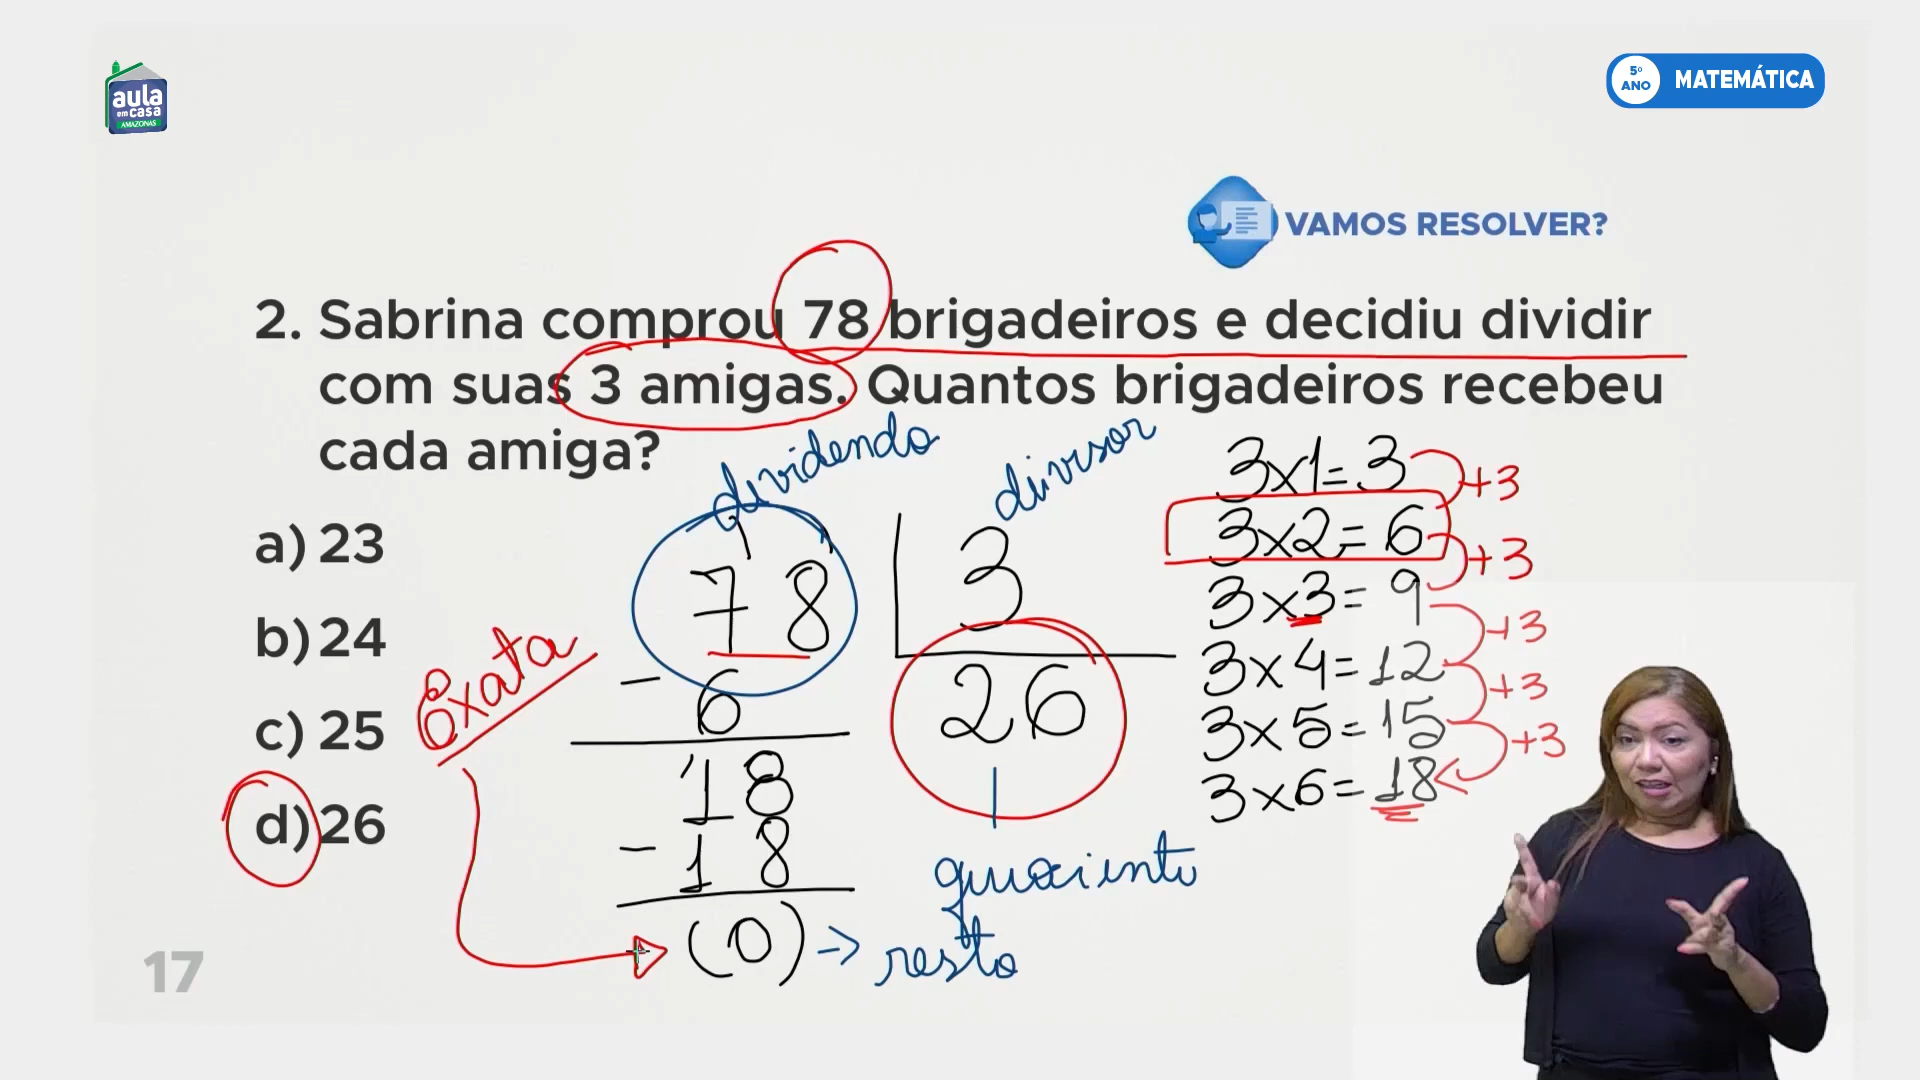 aula
em casa
AMAZONAS
5º
ANO
MATEMÁTICA
VAMOS RESOLVER?
2. Sabrina comprou 78 brigadeiros e decidiu dividir
com suas 3 amigas. Quantos brigadeiros recebeu
cada amiga?
a) 23
b) 24
c) 25
d) 26
Exata
dividendo
divisor
78
3
- 6
26
18
- 18
(0) -> resto
quociente
3x1=3
+3
3x2=6
+3
3x3=9
+3
3x4=12
+3
3x5=15
+3
3x6=18
17